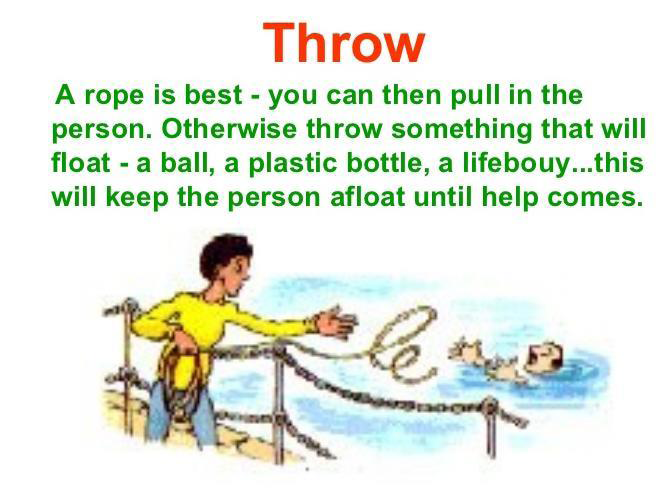 Throw
A rope is best - you can then pull in the
person. Otherwise throw something that will
float - a ball, a plastic bottle, a lifebouy...this
will keep the person afloat until help comes.